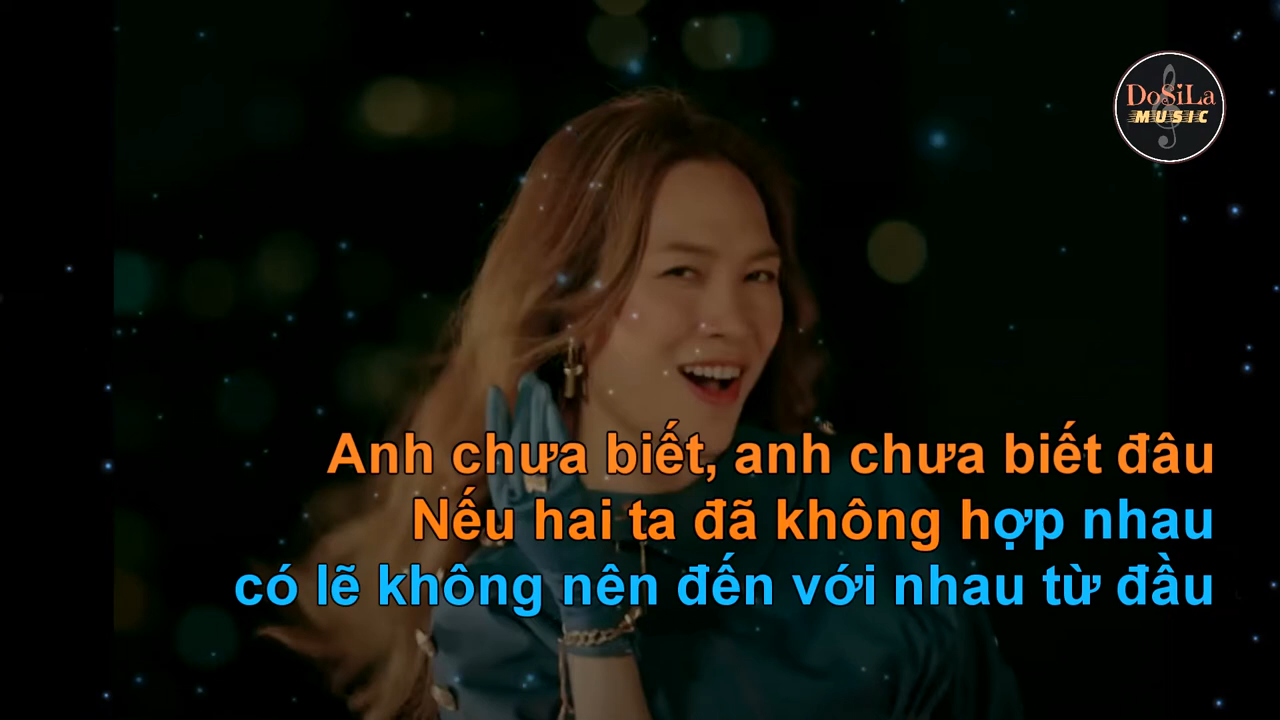 DoSiLa
MUSIC
Anh chưa biết, anh chưa biết đâu
Nếu hai ta đã không hợp nhau
có lẽ không nên đến với nhau từ đầu